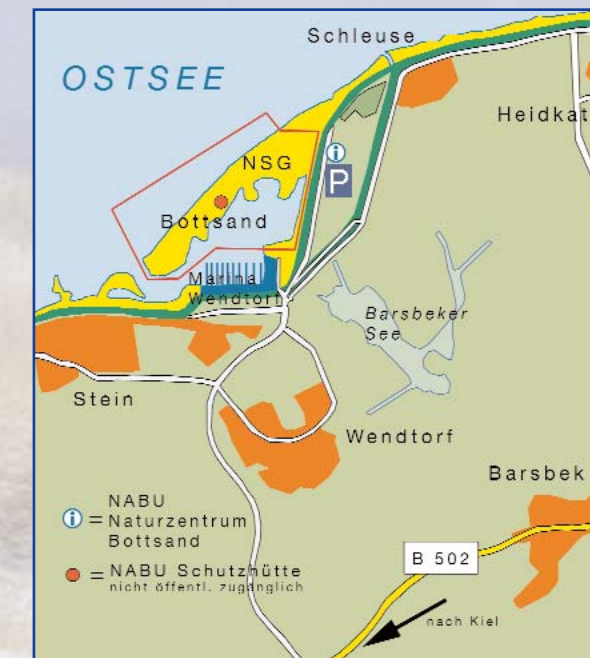 Schleuse
OSTSEE
Heidkat
NSG
i
P
Bottsand
Marina
Wendtorf
Barsbeker
See
Stein
Wendtorf
Barsbek
i = NABU
Naturzentrum
Bottsand
B 502
= NABU Schutzhütte
nicht öffentl. zugänglich
nach Kiel